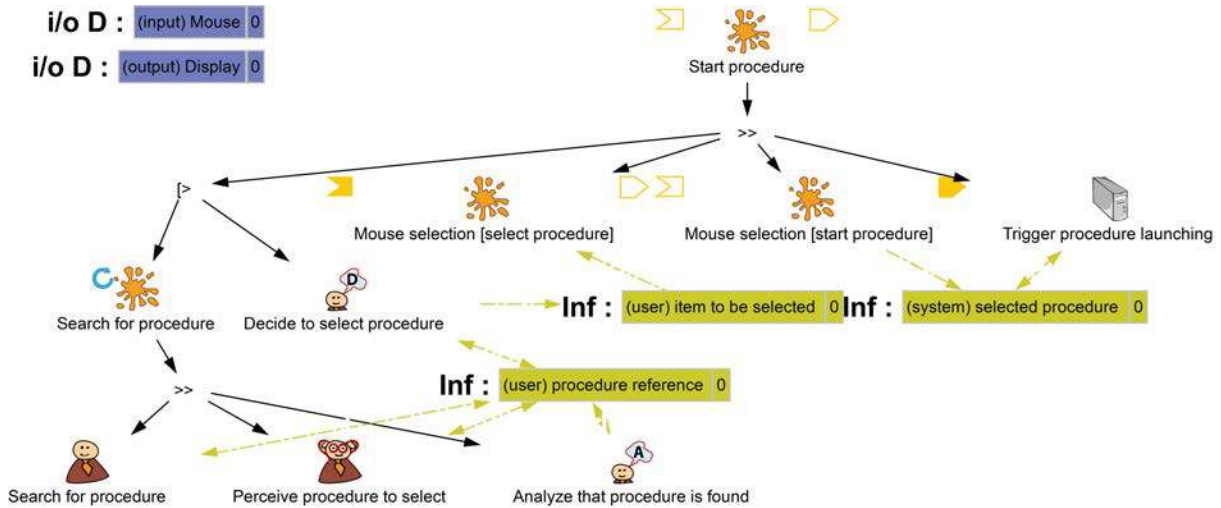 i/o D : (input) Mouse 0
i/o D : (output) Display 0
Start procedure
>>
[>
Mouse selection [select procedure]
Mouse selection [start procedure]
Trigger procedure launching
Search for procedure
D
Decide to select procedure
Inf : (user) item to be selected 0
Inf : (system) selected procedure 0
>>
Inf : (user) procedure reference 0
Search for procedure
Perceive procedure to select
A
Analyze that procedure is found